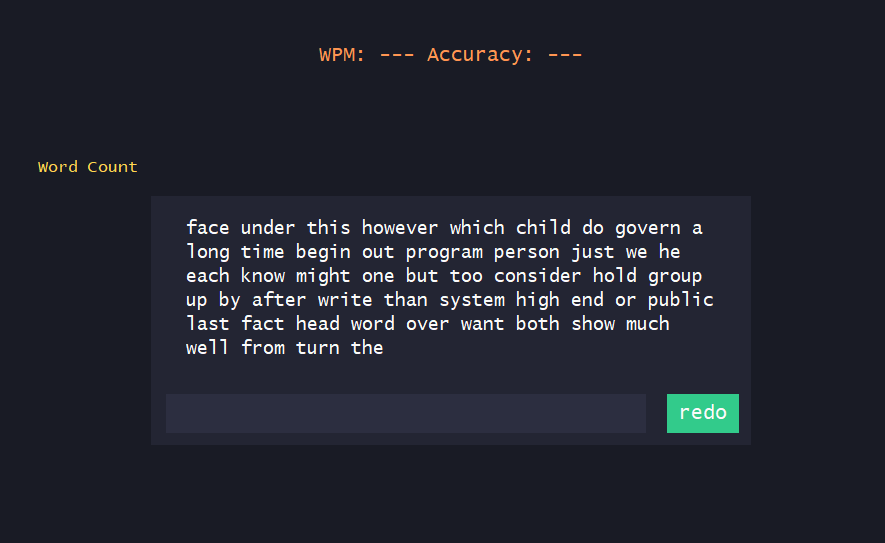 WPM: --- Accuracy: ---
Word Count
face under this however which child do govern a
long time begin out program person just we he
each know might one but too consider hold group
up by after write than system high end or public
last fact head word over want both show much
well from turn the
redo